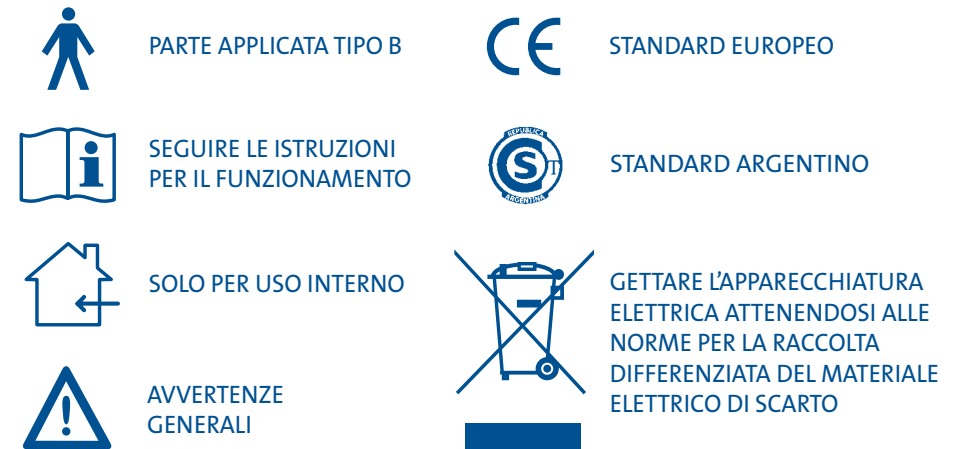 PARTE APPLICATA TIPO B
SEGUIRE LE ISTRUZIONI
PER IL FUNZIONAMENTO
SOLO PER USO INTERNO
AVVERTENZE
GENERALI
CE
STANDARD EUROPEO
REPUBLICA
S T
ARGENTINA
STANDARD ARGENTINO
GETTARE L'APPARECCHIATURA
ELETTRICA ATTENENDOSI ALLE
NORME PER LA RACCOLTA
DIFFERENZIATA DEL MATERIALE
ELETTRICO DI SCARTO